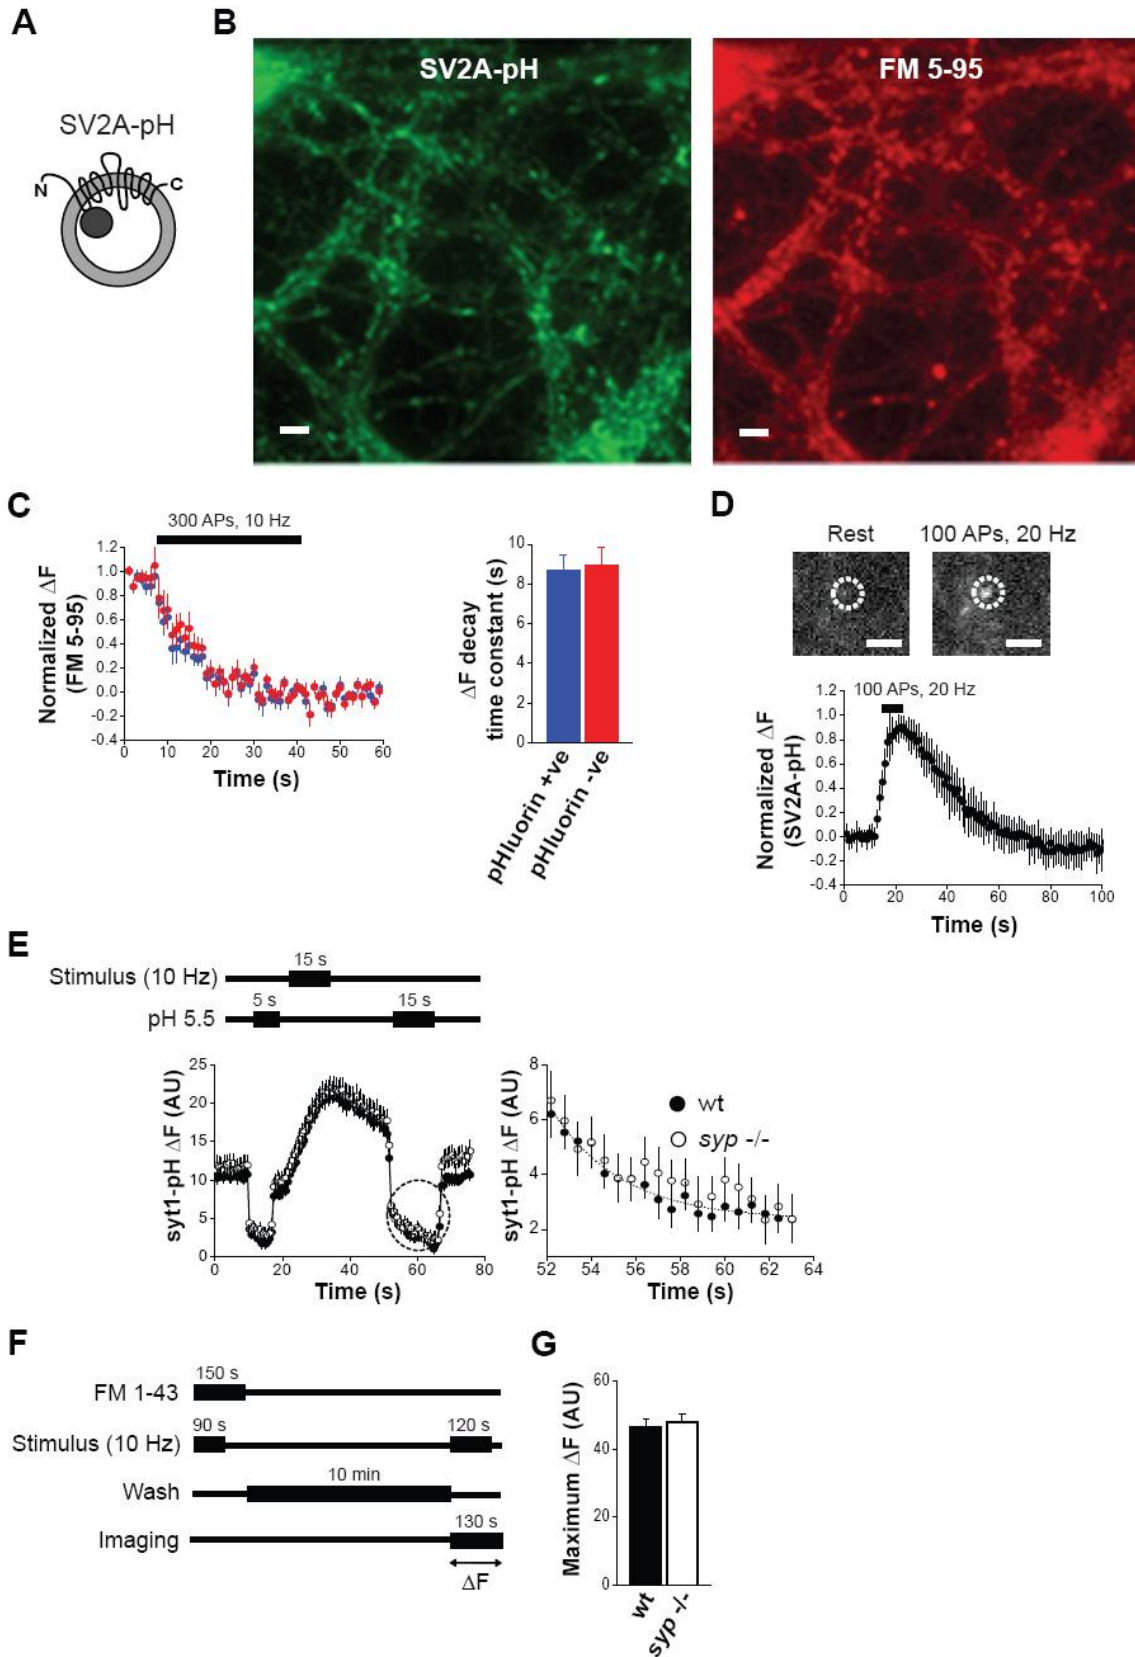 A
B
SV2A-pH
N
C
SV2A-pH
FM 5-95
C
300 APs, 10 Hz
Normalized ΔF
(FM 5-95)
1.2
1.0
0.8
0.6
0.4
0.2
0.0
-0.2
-0.4
0
10
20
30
40
50
60
Time (s)
ΔF decay
time constant (s)
10
8
6
4
2
0
pHluorin +ve
pHluorin -ve
D
Rest
100 APs, 20 Hz
100 APs, 20 Hz
Normalized ΔF
(SV2A-pH)
1.2
1.0
0.8
0.6
0.4
0.2
0.0
-0.2
-0.4
0
20
40
60
80
100
Time (s)
E
15 s
Stimulus (10 Hz)
5 s
15 s
pH 5.5
syt1-pH ΔF (AU)
25
20
15
10
5
0
0
20
40
60
80
Time (s)
syt1-pH ΔF (AU)
8
6
4
2
wt
syp -/-
52
54
56
58
60
62
64
Time (s)
F
150 s
FM 1-43
90 s
120 s
Stimulus (10 Hz)
10 min
Wash
130 s
Imaging
ΔF
G
Maximum ΔF (AU)
60
40
20
0
wt
syp -/-